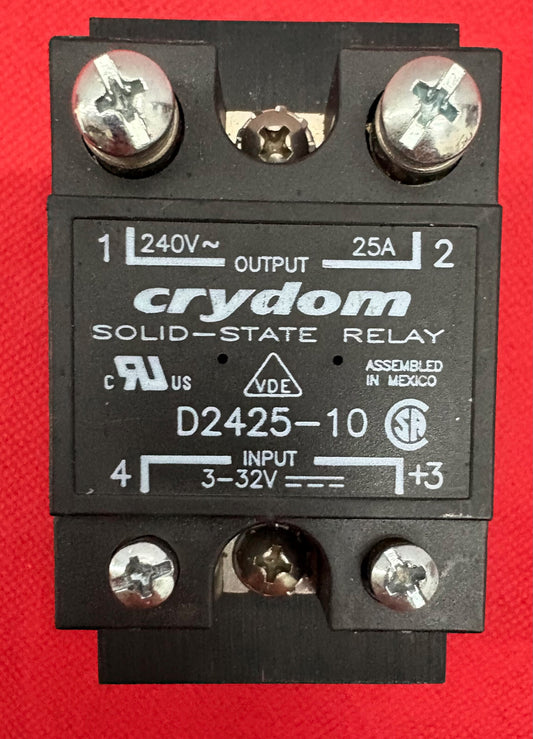 1 240V~ 25A 2
OUTPUT
crydom
SOLID-STATE RELAY
c RU US VDE ASSEMBLED
IN MEXICO
D2425-10 SA
INPUT
4 3-32V ⎓ +3